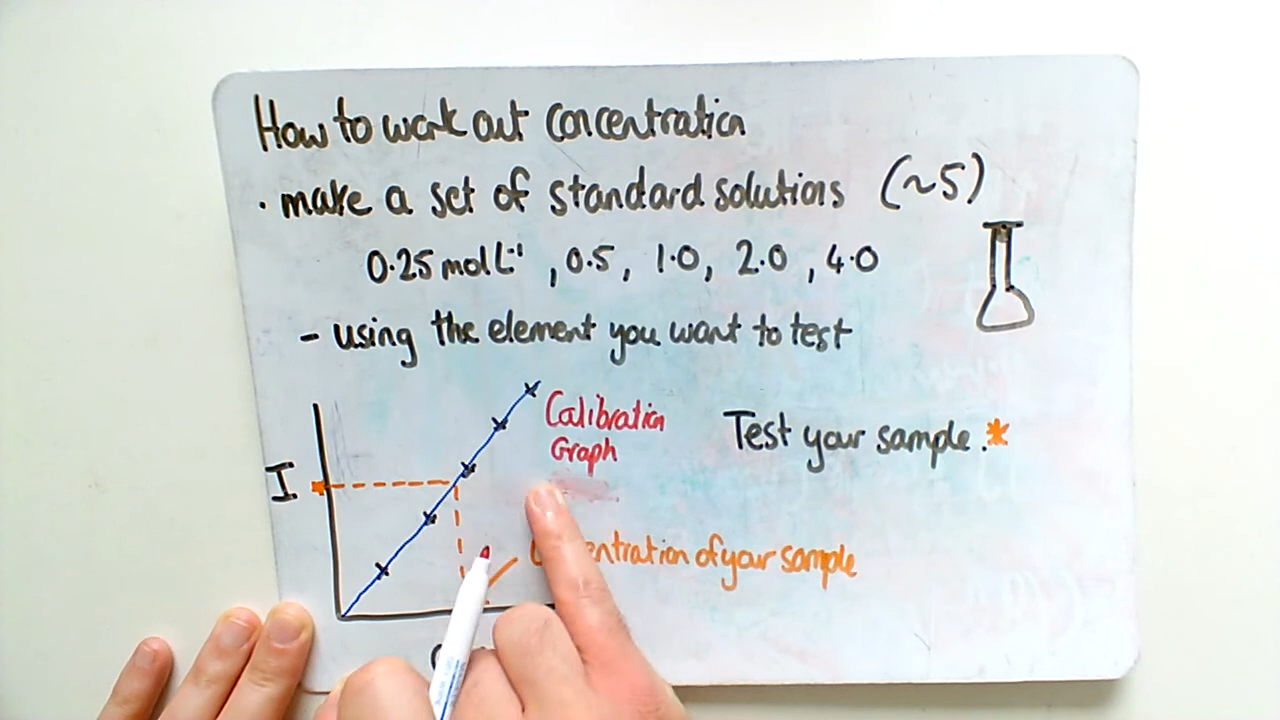 How to work out concentration
· make a set of standard solutions (~5)
0.25 mol L⁻¹, 0.5, 1.0, 2.0, 4.0
- using the element you want to test
Calibration
Graph
Test your sample.*
I
of your sample